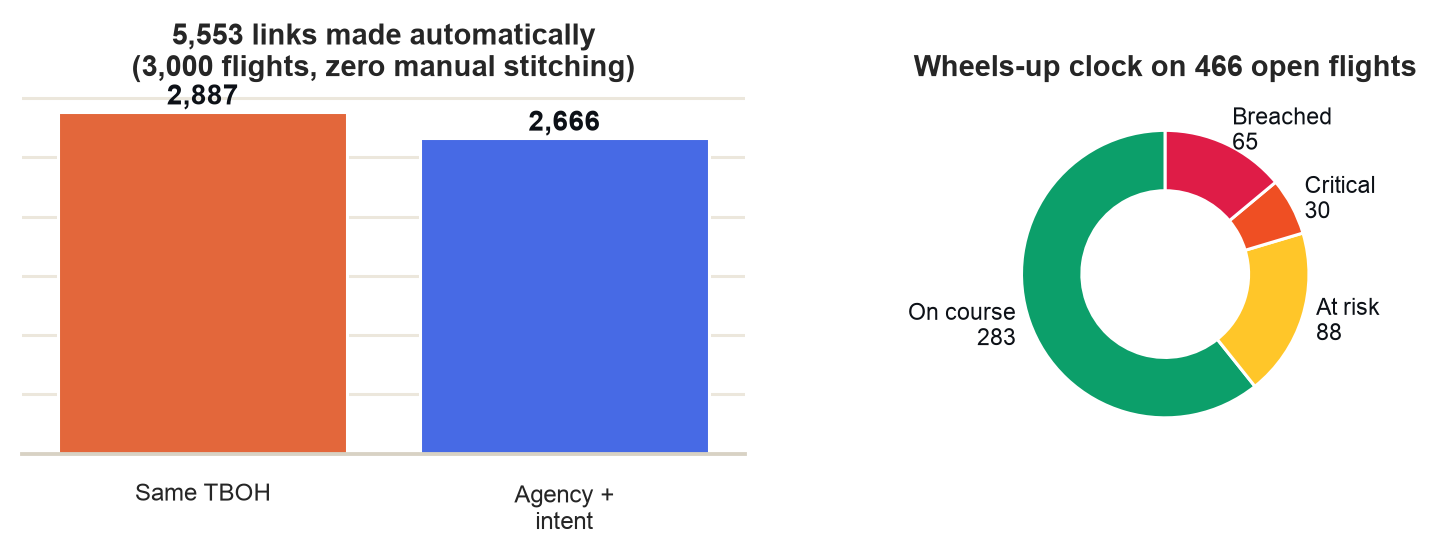 5,553 links made automatically
(3,000 flights, zero manual stitching)
2,887
2,666
Same TBOH
Agency +
intent
Wheels-up clock on 466 open flights
Breached
65
Critical
30
At risk
88
On course
283